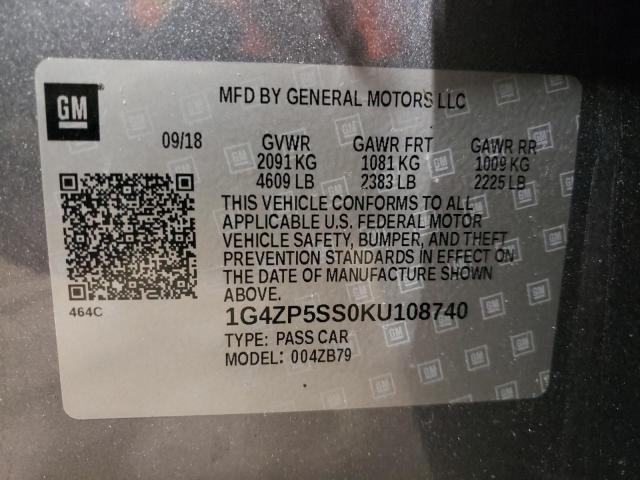 GM
MFD BY GENERAL MOTORS LLC
09/18 GVWR GAWR FRT GAWR RR
2091 KG 1081 KG 1009 KG
4609 LB 2383 LB 2225 LB
THIS VEHICLE CONFORMS TO ALL
APPLICABLE U.S. FEDERAL MOTOR
VEHICLE SAFETY, BUMPER, AND THEFT
PREVENTION STANDARDS IN EFFECT ON
THE DATE OF MANUFACTURE SHOWN
ABOVE.
464C
1G4ZP5SS0KU108740
TYPE: PASS CAR
MODEL: 004ZB79